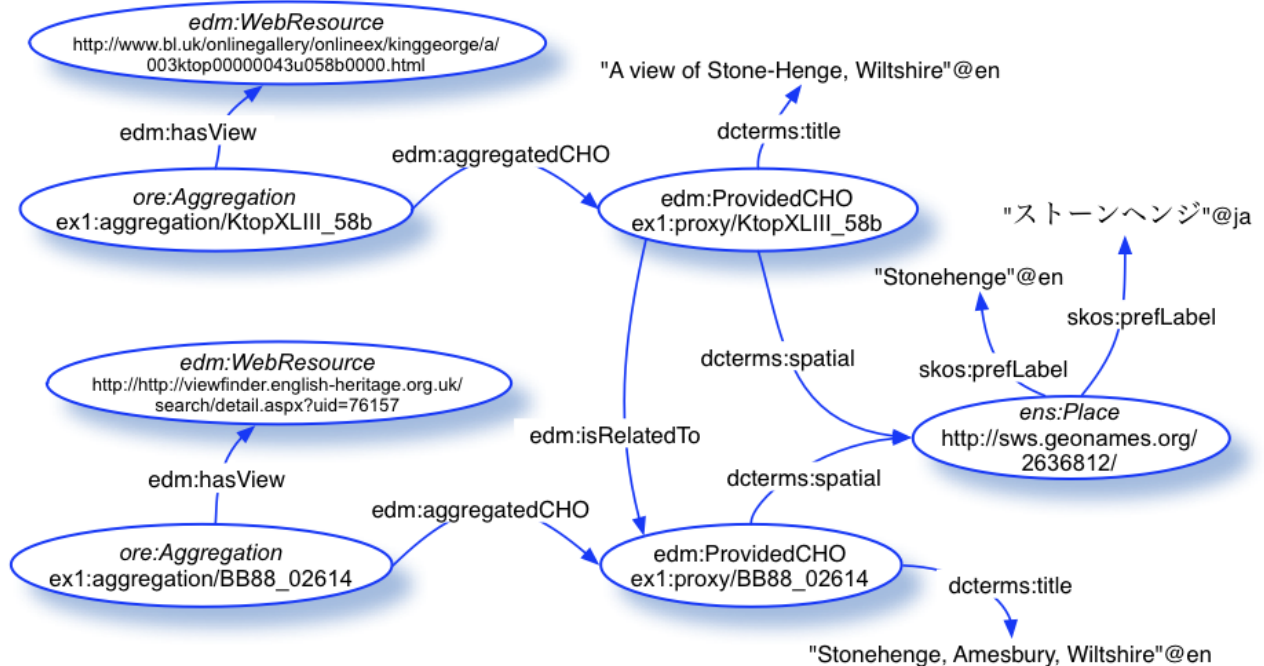 edm:WebResource
http://www.bl.uk/onlinegallery/onlineex/kinggeorge/a/
003ktop00000043u058b0000.html
"A view of Stone-Henge, Wiltshire"@en
edm:hasView
dcterms:title
edm:aggregatedCHO
ore:Aggregation
ex1:aggregation/KtopXLIII_58b
edm:ProvidedCHO
ex1:proxy/KtopXLIII_58b
"ストーンヘンジ"@ja
"Stonehenge"@en
skos:prefLabel
dcterms:spatial
skos:prefLabel
edm:WebResource
http://http://viewfinder.english-heritage.org.uk/
search/detail.aspx?uid=76157
ens:Place
http://sws.geonames.org/
2636812/
edm:isRelatedTo
edm:hasView
dcterms:spatial
edm:aggregatedCHO
ore:Aggregation
ex1:aggregation/BB88_02614
edm:ProvidedCHO
ex1:proxy/BB88_02614
dcterms:title
"Stonehenge, Amesbury, Wiltshire"@en